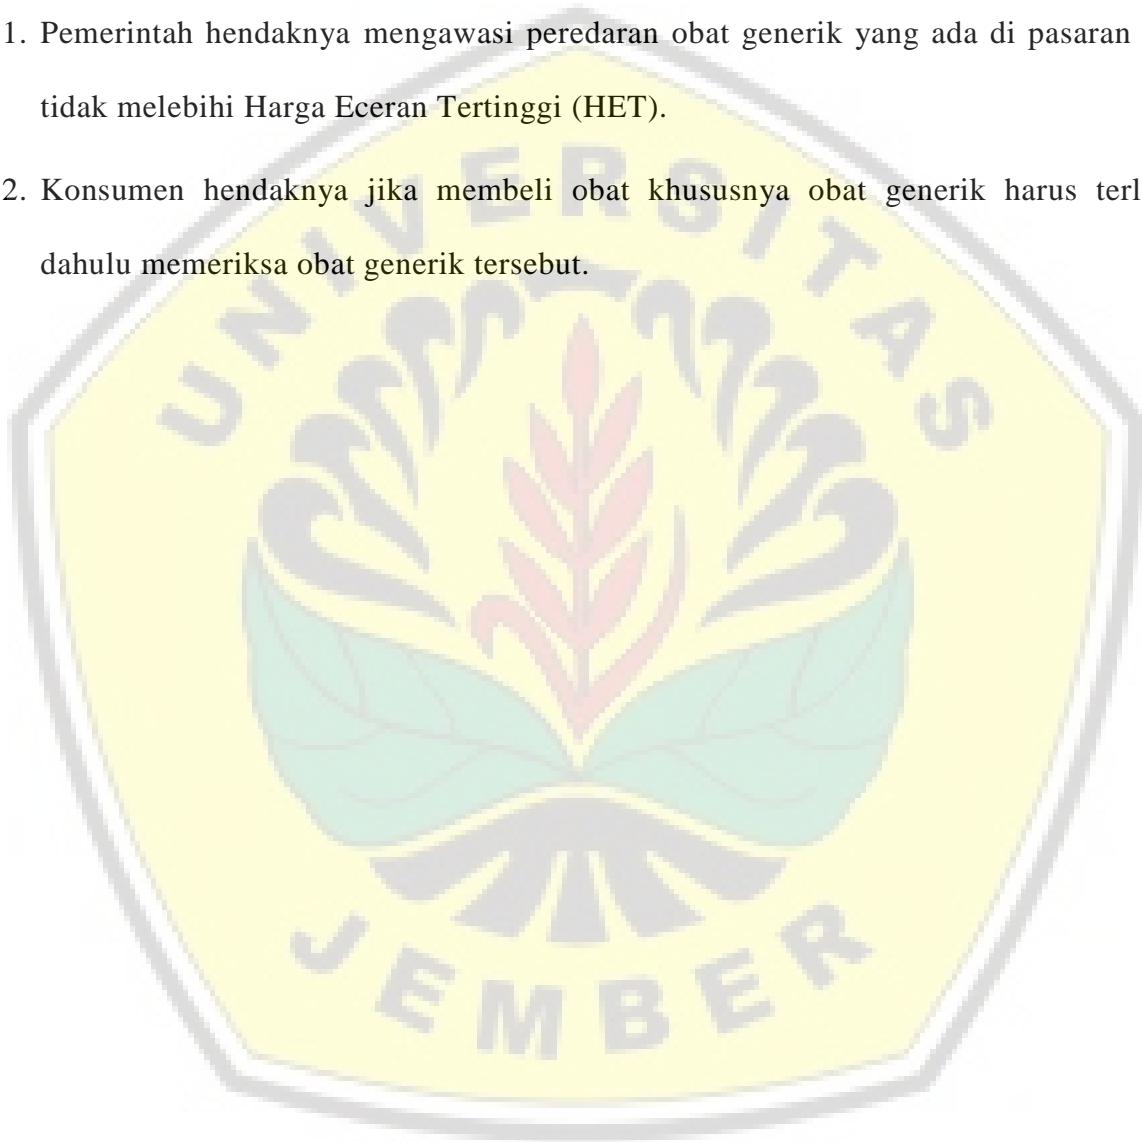 1. Pemerintah hendaknya mengawasi peredaran obat generik yang ada di pasaran
tidak melebihi Harga Eceran Tertinggi (HET).
2. Konsumen hendaknya jika membeli obat khususnya obat generik harus terl
dahulu memeriksa obat generik tersebut.
UNIVERSITAS
JEMBER